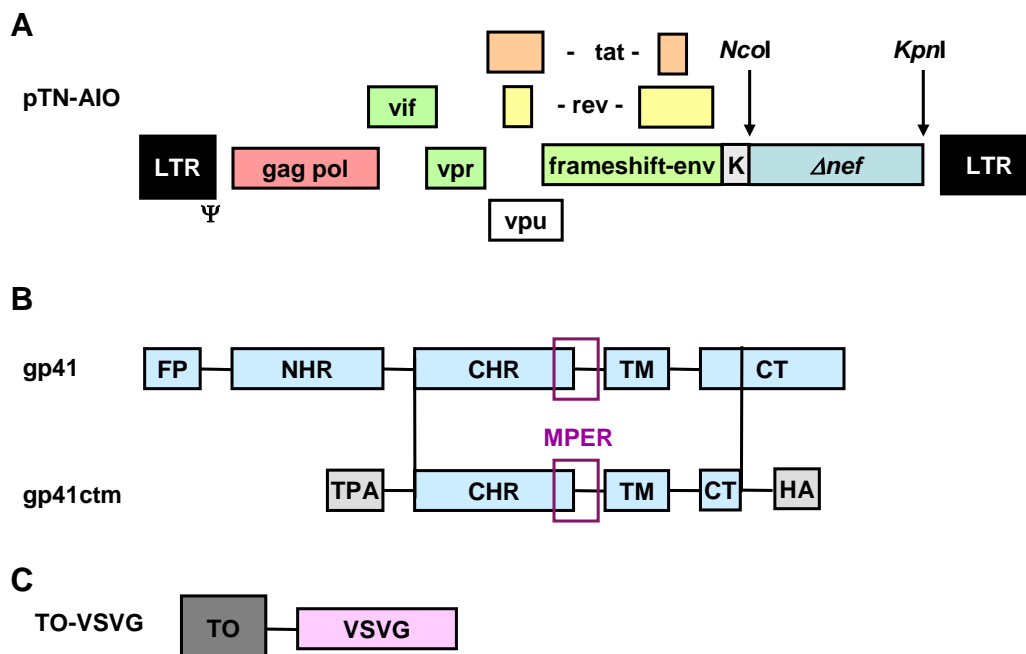 A
- tat -
NcoI
KpnI
pTN-AIO
vif
- rev -
LTR
gag pol
vpr
frameshift-env
K
Δnef
LTR
Ψ
vpu
B
gp41
FP
NHR
CHR
TM
CT
MPER
gp41ctm
TPA
CHR
TM
CT
HA
C
TO-VSVG
TO
VSVG